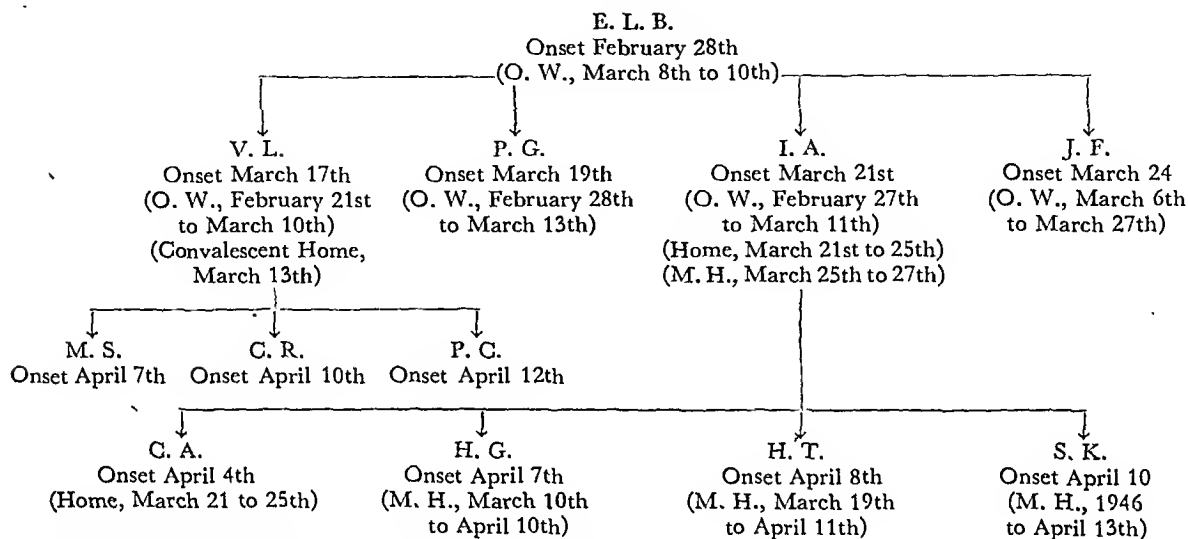 E. L. B.
Onset February 28th
(O. W., March 8th to 10th)
V. L.
Onset March 17th
(O. W., February 21st
to March 10th)
(Convalescent Home,
March 13th)
P. G.
Onset March 19th
(O. W., February 28th
to March 13th)
I. A.
Onset March 21st
(O. W., February 27th
to March 11th)
(Home, March 21st to 25th)
(M. H., March 25th to 27th)
J. F.
Onset March 24
(O. W., March 6th
to March 27th)
M. S.
Onset April 7th
C. R.
Onset April 10th
P. C.
Onset April 12th
C. A.
Onset April 4th
(Home, March 21 to 25th)
H. G.
Onset April 7th
(M. H., March 10th
to April 10th)
H. T.
Onset April 8th
(M. H., March 19th
to April 11th)
S. K.
Onset April 10
(M. H., 1946
to April 13th)